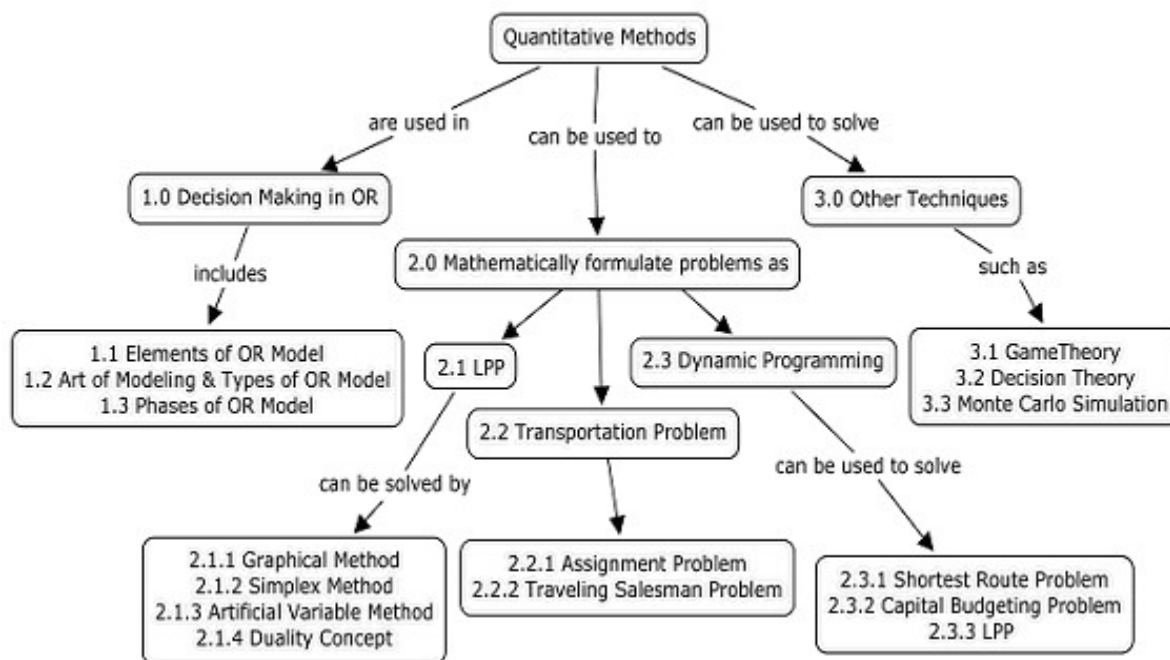 Quantitative Methods
are used in
can be used to
can be used to solve
1.0 Decision Making in OR
3.0 Other Techniques
2.0 Mathematically formulate problems as
includes
such as
1.1 Elements of OR Model
1.2 Art of Modeling & Types of OR Model
1.3 Phases of OR Model
2.1 LPP
2.3 Dynamic Programming
3.1 GameTheory
3.2 Decision Theory
3.3 Monte Carlo Simulation
2.2 Transportation Problem
can be solved by
can be used to solve
2.1.1 Graphical Method
2.1.2 Simplex Method
2.1.3 Artificial Variable Method
2.1.4 Duality Concept
2.2.1 Assignment Problem
2.2.2 Traveling Salesman Problem
2.3.1 Shortest Route Problem
2.3.2 Capital Budgeting Problem
2.3.3 LPP